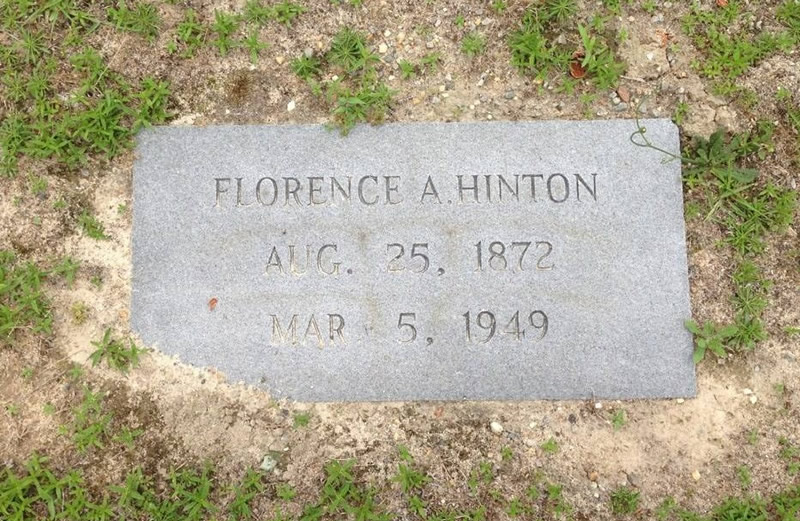 FLORENCE A. HINTON
AUG. 25, 1872
MAR 5, 1949